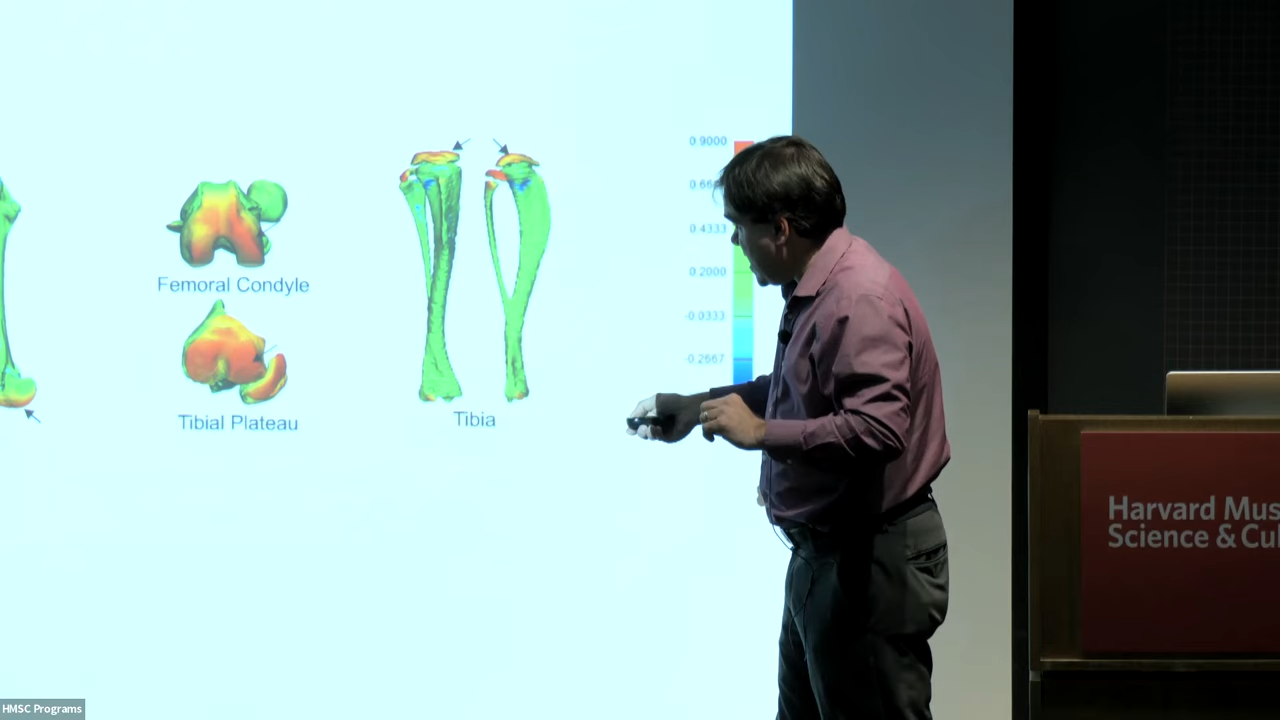 Femoral Condyle
Tibial Plateau
Tibia
0.9000
0.4333
0.2000
-0.0333
-0.2667
Harvard Mus
Science & Cul
HMSC Programs